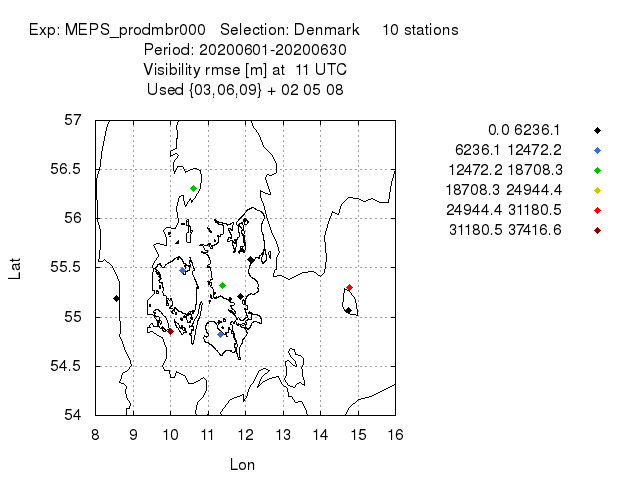 Exp: MEPS_prodmbr000 Selection: Denmark 10 stations
Period: 20200601-20200630
Visibility rmse [m] at 11 UTC
Used {03,06,09} + 02 05 08
0.0 6236.1
6236.1 12472.2
12472.2 18708.3
18708.3 24944.4
24944.4 31180.5
31180.5 37416.6
57
56.5
56
55.5
55
54.5
54
Lat
8 9 10 11 12 13 14 15 16
Lon